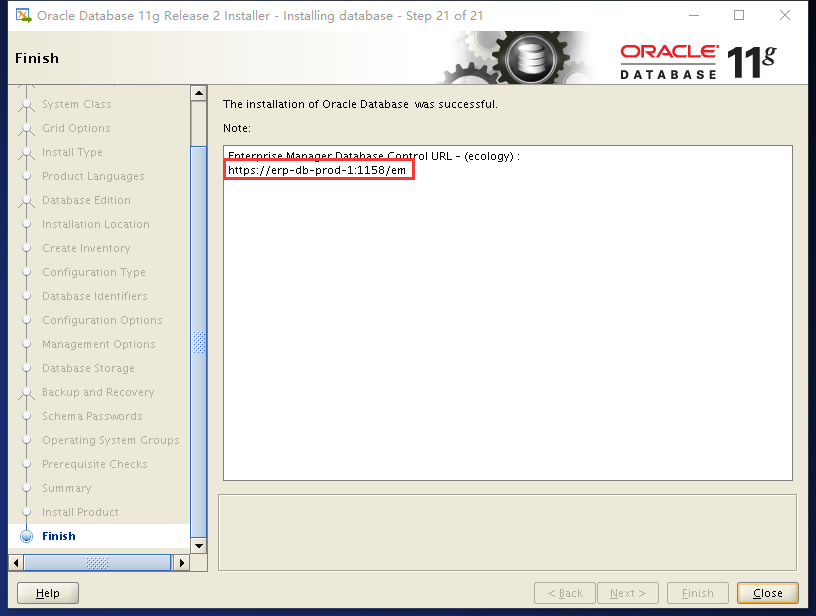 Oracle Database 11g Release 2 Installer - Installing database - Step 21 of 21
Finish
ORACLE
DATABASE
11g
System Class
Grid Options
Install Type
Product Languages
Database Edition
Installation Location
Create Inventory
Configuration Type
Database Identifiers
Configuration Options
Management Options
Database Storage
Backup and Recovery
Schema Passwords
Operating System Groups
Prerequisite Checks
Summary
Install Product
Finish
The installation of Oracle Database was successful.
Note:
Enterprise Manager Database Control URL - (ecology) :
https://erp-db-prod-1:1158/em
Help
< Back
Next >
Finish
Close